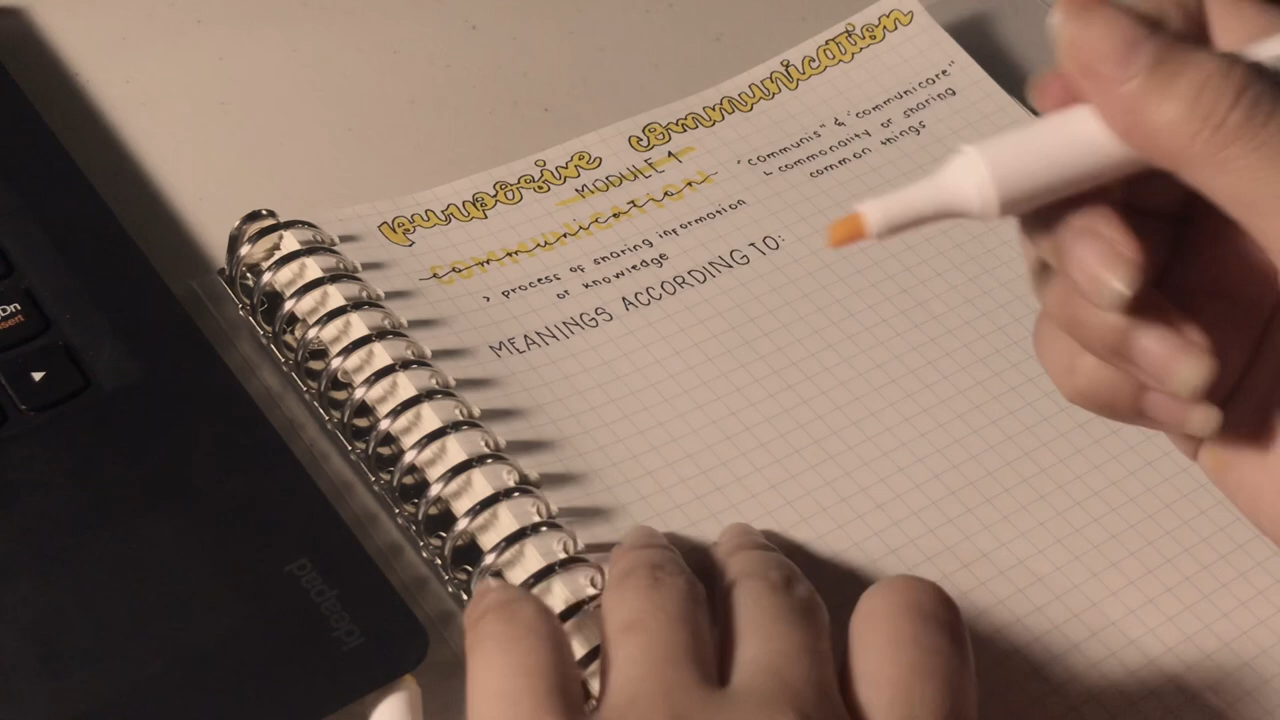 purposive communication
MODULE 1
communication
> process of sharing information
or knowledge
"communis" & "communicare"
↳ commonality or sharing
common things
MEANINGS ACCORDING TO:
ideapad